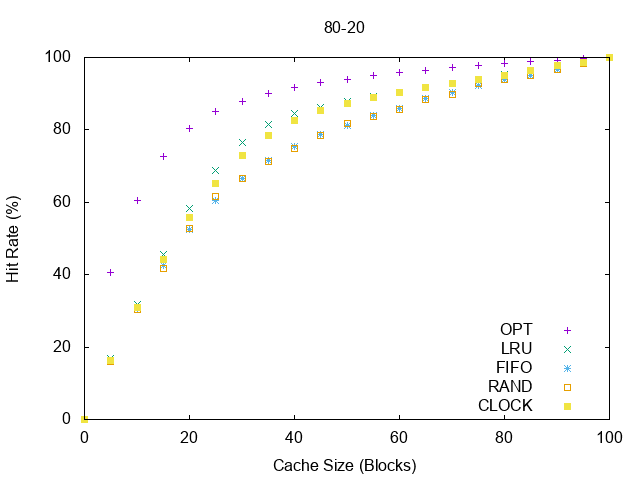 80-20
100
80
60
40
20
0
Hit Rate (%)
OPT
LRU
FIFO
RAND
CLOCK
0 20 40 60 80 100
Cache Size (Blocks)